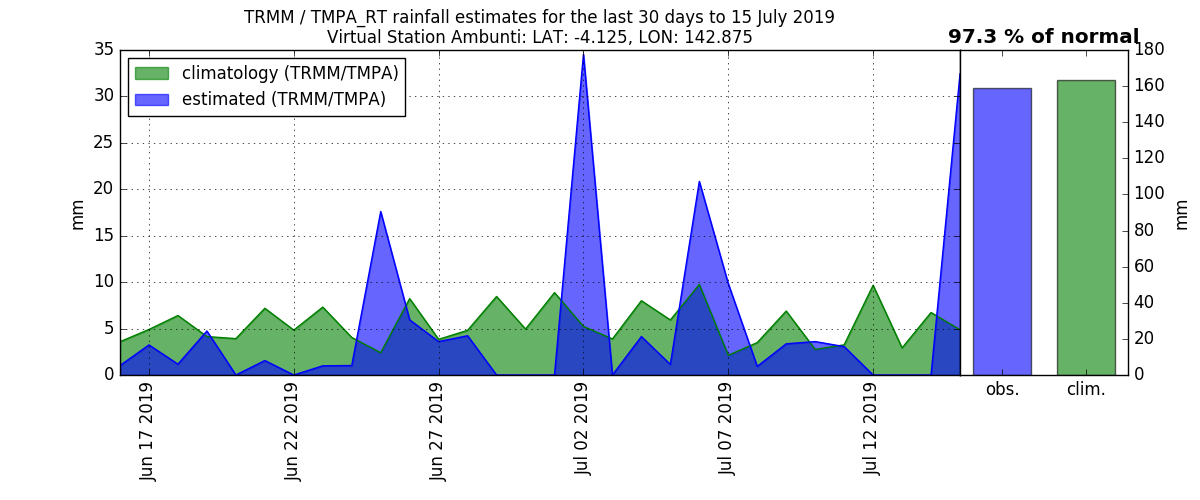 TRMM / TMPA_RT rainfall estimates for the last 30 days to 15 July 2019
Virtual Station Ambunti: LAT: -4.125, LON: 142.875
97.3 % of normal
climatology (TRMM/TMPA)
estimated (TRMM/TMPA)
35
30
25
20
15
10
5
0
mm
180
160
140
120
100
80
60
40
20
0
mm
Jun 17 2019
Jun 22 2019
Jun 27 2019
Jul 02 2019
Jul 07 2019
Jul 12 2019
obs.
clim.